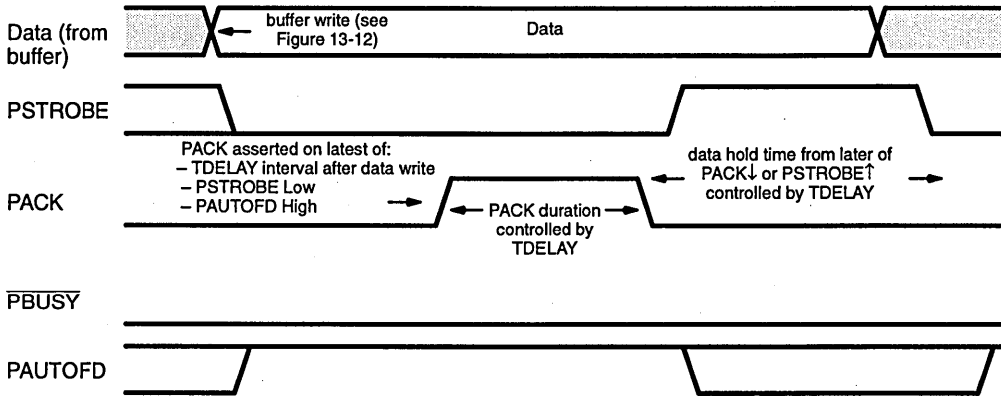 Data (from
buffer)
buffer write (see
Figure 13-12)
Data
PSTROBE
PACK asserted on latest of:
– TDELAY interval after data write
– PSTROBE Low
– PAUTOFD High
data hold time from later of
PACK↓ or PSTROBE↑
controlled by TDELAY
PACK
PACK duration
controlled by
TDELAY
PBUSY
PAUTOFD